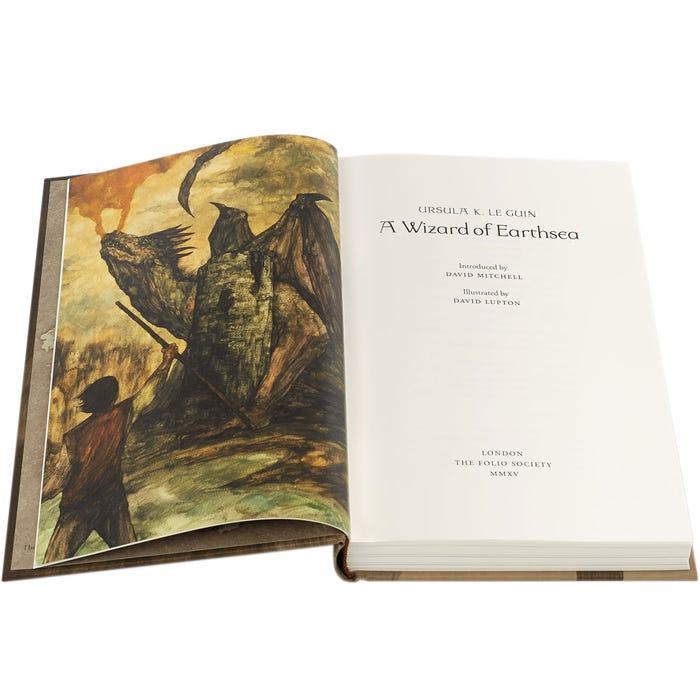 URSULA K. LE GUIN
A Wizard of Earthsea
Introduced by
DAVID MITCHELL
Illustrated by
DAVID LUPTON
LONDON
THE FOLIO SOCIETY
MMXV